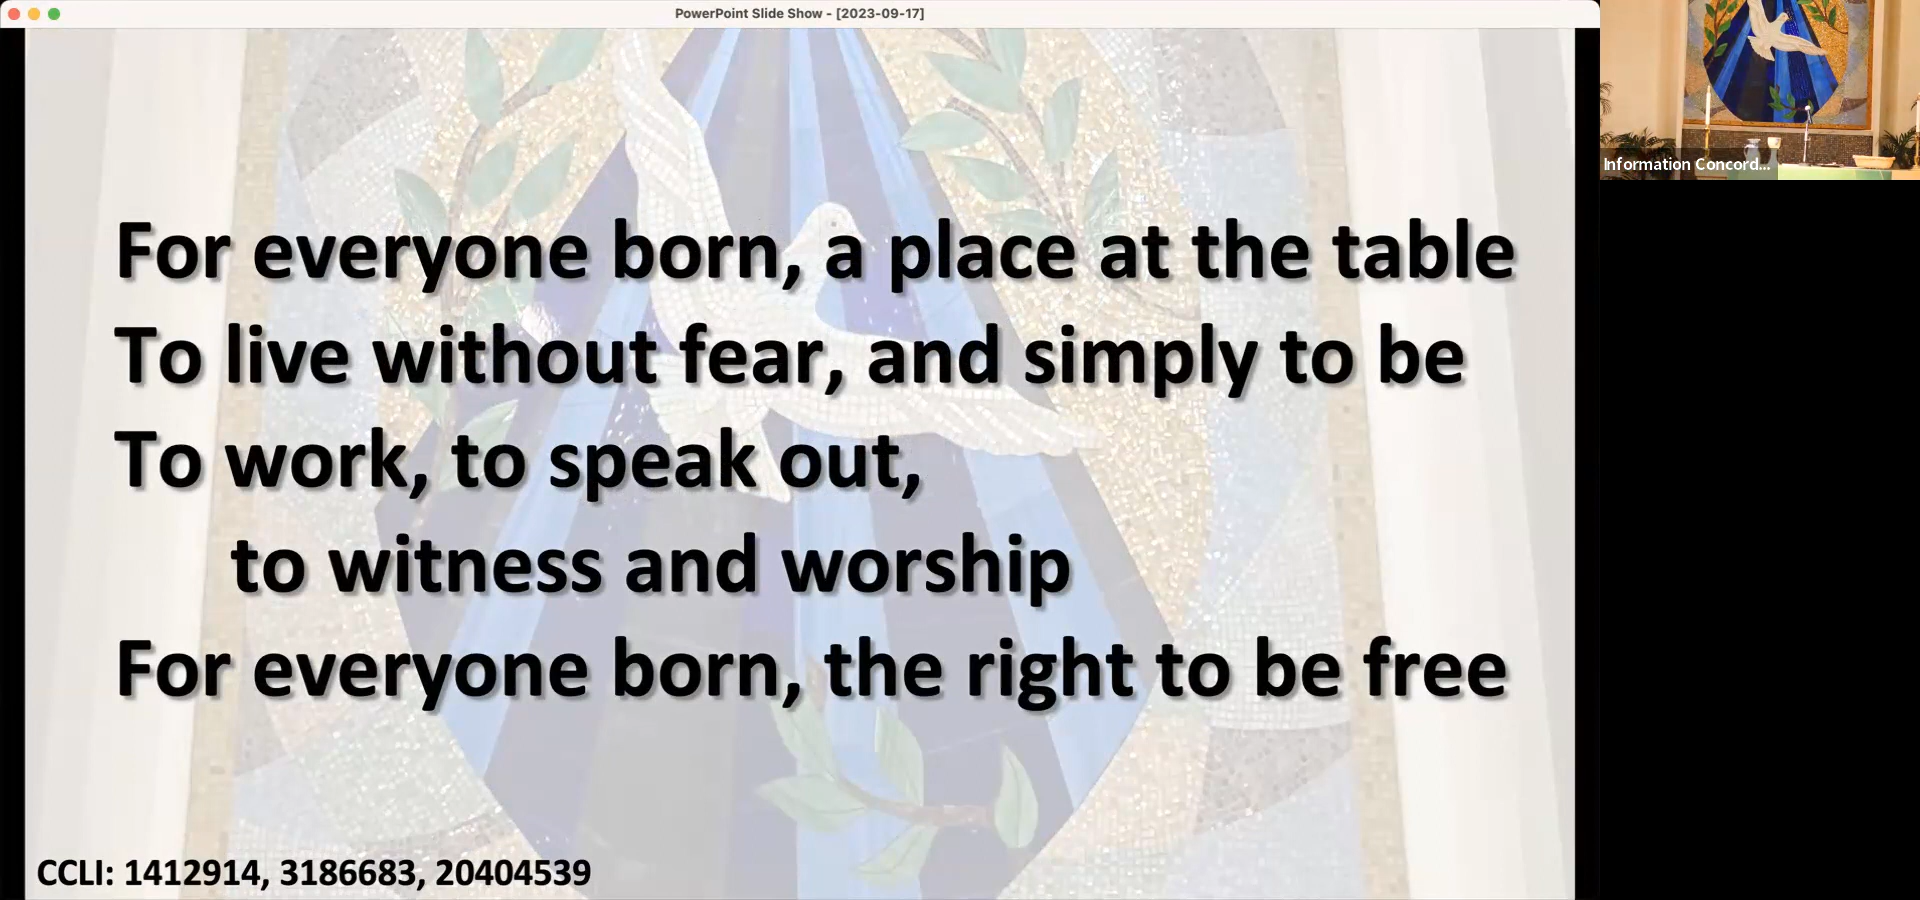 PowerPoint Slide Show - [2023-09-17]
For everyone born, a place at the table
To live without fear, and simply to be
To work, to speak out,
to witness and worship
For everyone born, the right to be free
CCLI: 1412914, 3186683, 20404539
Information Concord...